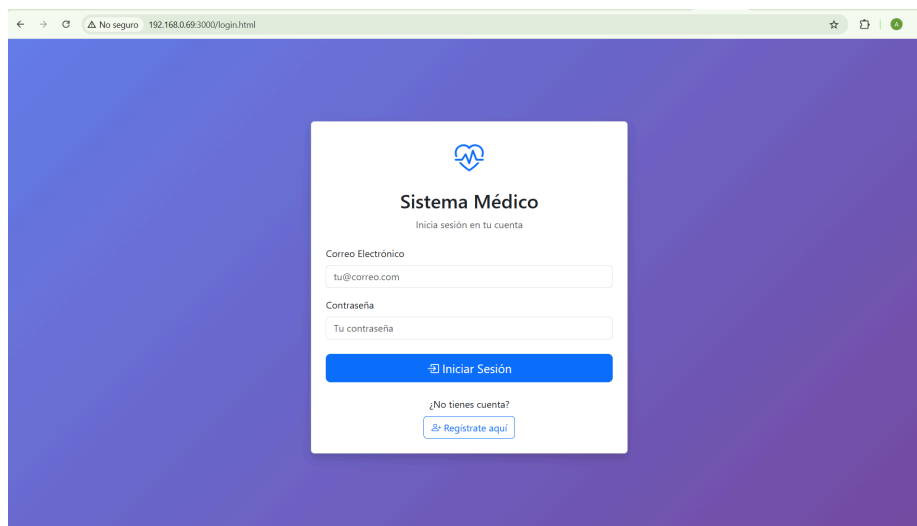 No seguro 192.168.0.69:3000/login.html
A
Sistema Médico
Inicia sesión en tu cuenta
Correo Electrónico
tu@correo.com
Contraseña
Tu contraseña
Iniciar Sesión
¿No tienes cuenta?
Regístrate aquí